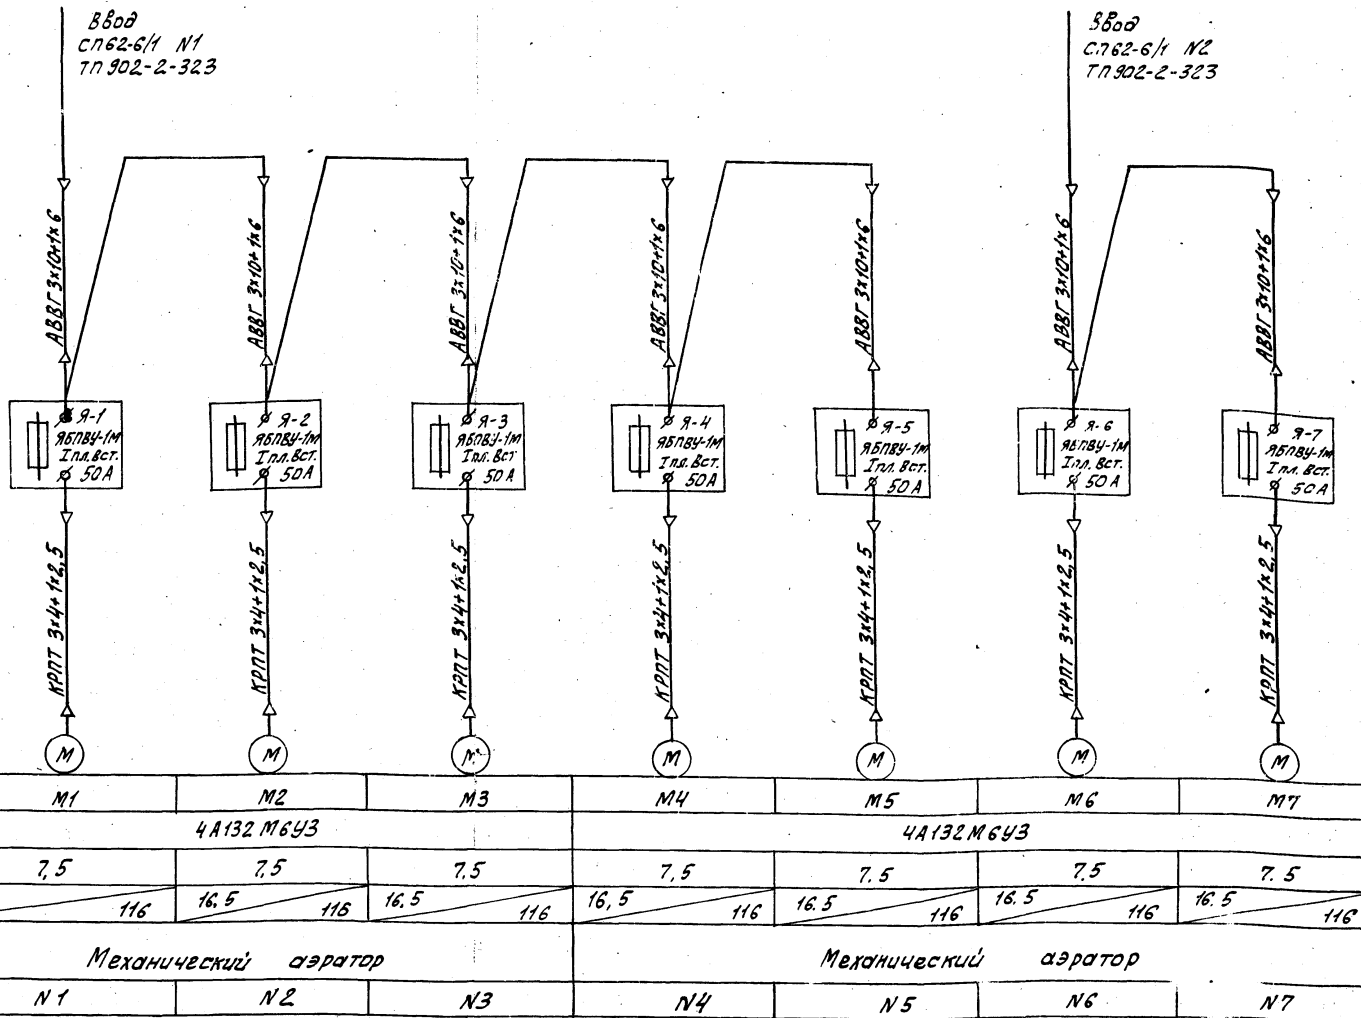 Ввод
СП62-6/1 N1
ТП 902-2-323
Ввод
СП62-6/1 N2
ТП 902-2-323
АВВГ 3х10+1х6
АВВГ 3х10+1х6
АВВГ 3х10+1х6
АВВГ 3х10+1х6
АВВГ 3х10+1х6
АВВГ 3х10+1х6
АВВГ 3х10+1х6
Я-1
ЯБПВУ-1М
Iпл. Вст.
50А
Я-2
ЯБПВУ-1М
Iпл. Вст.
50А
Я-3
ЯБПВУ-1М
Iпл. Вст
50А
Я-4
ЯБПВУ-1М
Iпл. Вст.
50А
Я-5
ЯБПВУ-1М
Iпл. Вст.
50А
Я-6
ЯБПВУ-1М
Iпл. Вст.
50А
Я-7
ЯБПВУ-1М
Iпл. Вст.
50А
КРПТ 3х4+1х2,5
КРПТ 3х4+1х2,5
КРПТ 3х4+1х2,5
КРПТ 3х4+1х2,5
КРПТ 3х4+1х2,5
КРПТ 3х4+1х2,5
КРПТ 3х4+1х2,5
М М М М М М М
М1 М2 М3 М4 М5 М6 М7
4А132М6У3 4А132М6У3
7,5 7,5 7.5 7,5 7.5 7.5 7.5
116 16,5 116 16.5 116 16,5 116 16.5 116 16.5 116 16.5 116
Механический аэратор Механический аэратор
N1 N2 N3 N4 N5 N6 N7